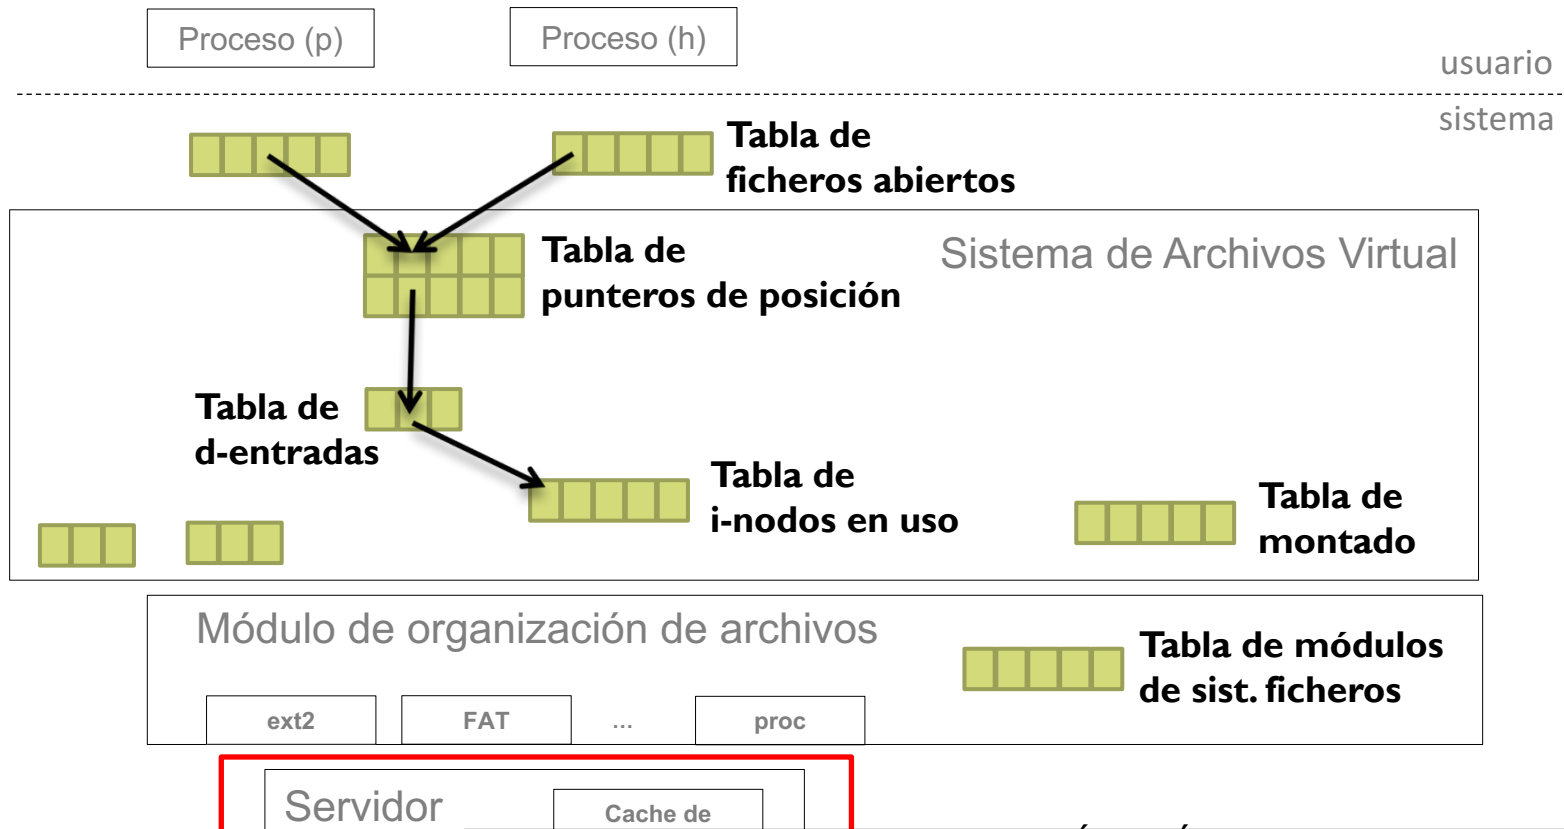 Proceso (p)
Proceso (h)
usuario
sistema
Tabla de
ficheros abiertos
Sistema de Archivos Virtual
Tabla de
punteros de posición
Tabla de
d-entradas
Tabla de
i-nodos en uso
Tabla de
montado
Módulo de organización de archivos
Tabla de módulos
de sist. ficheros
ext2
FAT
...
proc
Servidor
Cache de